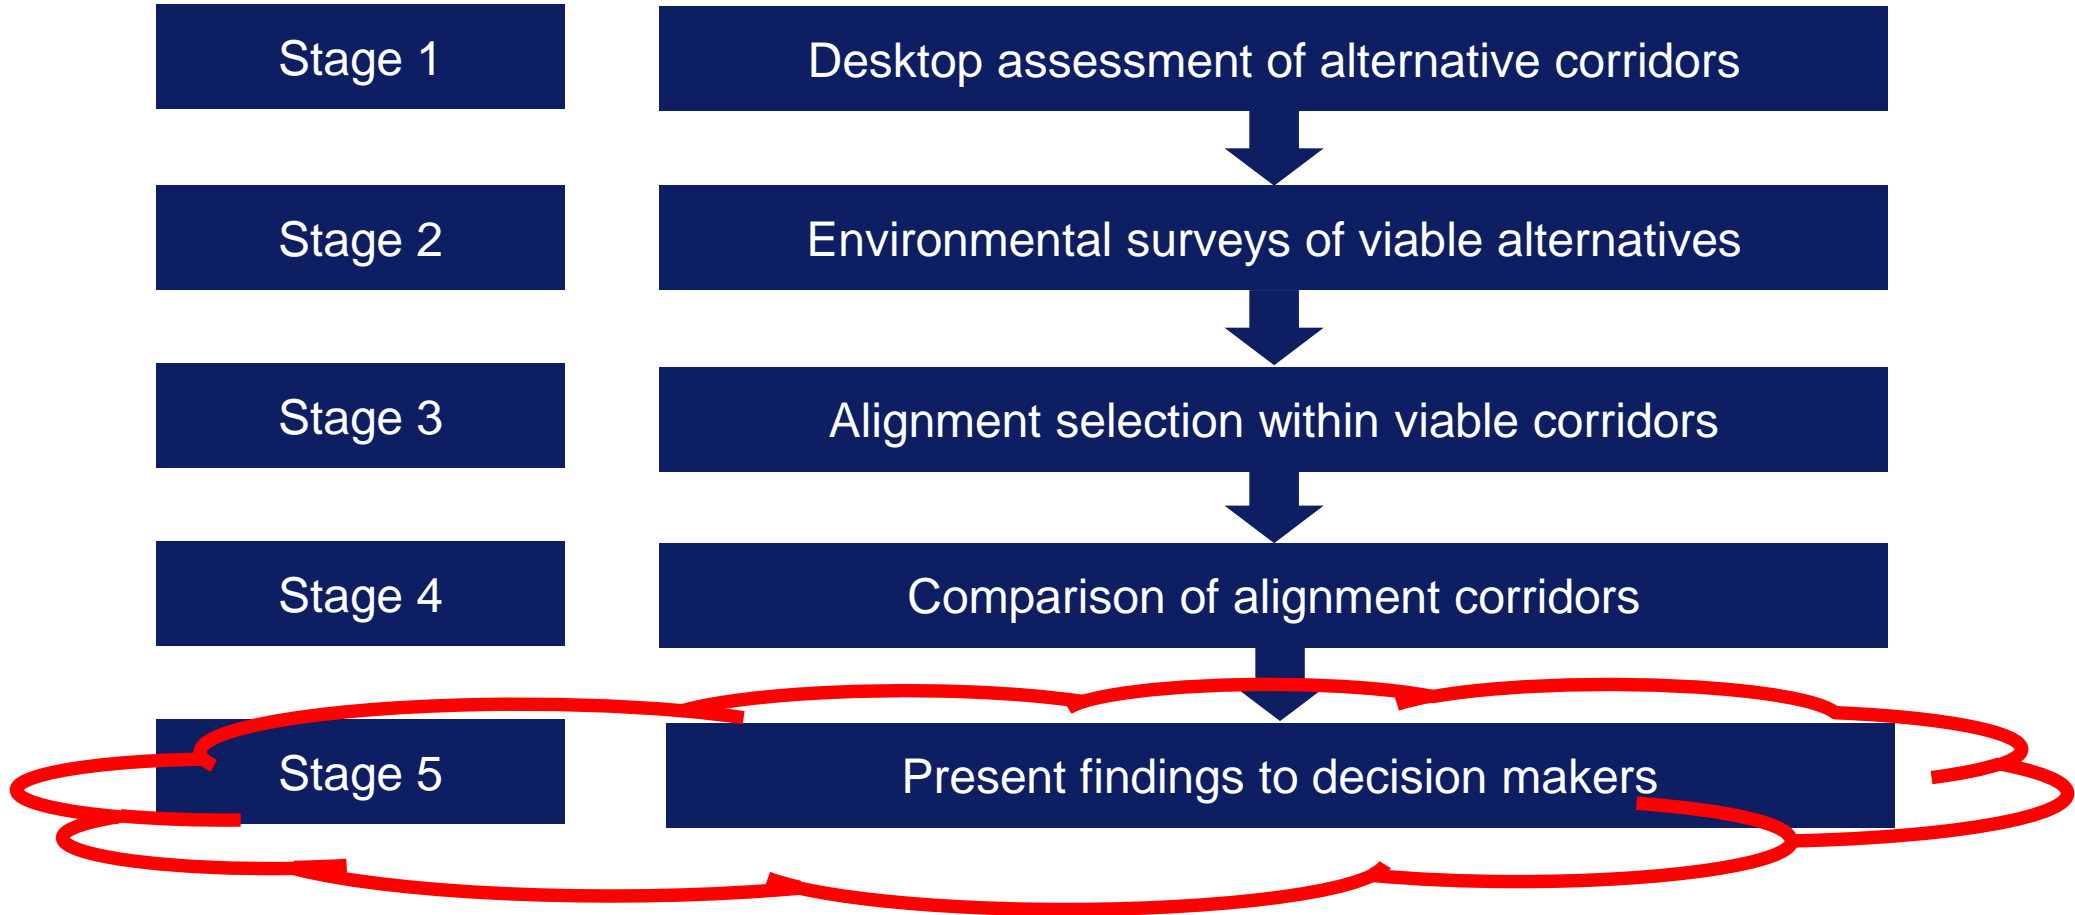 Stage 1
Desktop assessment of alternative corridors
Stage 2
Environmental surveys of viable alternatives
Stage 3
Alignment selection within viable corridors
Stage 4
Comparison of alignment corridors
Stage 5
Present findings to decision makers